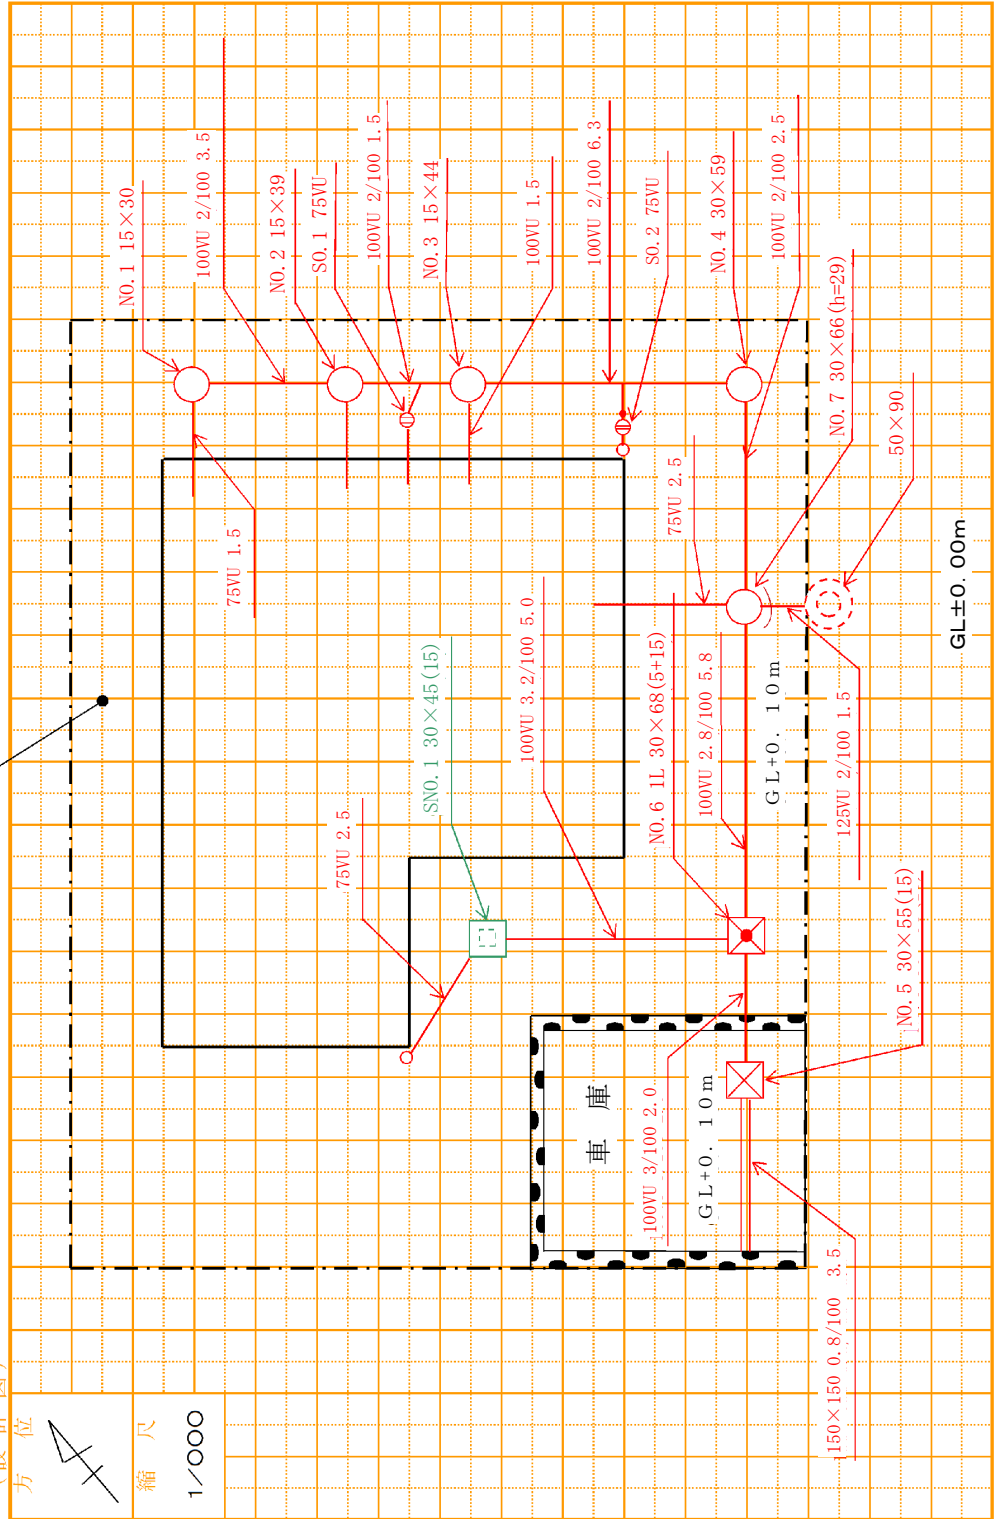 方位
縮尺
1/000
NO.1 15×30
100VU 2/100 3.5
NO.2 15×39
SO.1 75VU
100VU 2/100 1.5
NO.3 15×44
100VU 1.5
100VU 2/100 6.3
SO.2 75VU
NO.4 30×59
100VU 2/100 2.5
NO.7 30×66(h=29)
50×90
75VU 1.5
75VU 2.5
GL±0.00m
75VU 2.5
SNO.1 30×45(15)
100VU 3.2/100 5.0
NO.6 1L 30×68(5+15)
100VU 2.8/100 5.8
GL+0.10m
125VU 2/100 1.5
NO.5 30×55(15)
車庫
100VU 3/100 2.0
GL+0.10m
150×150 0.8/100 3.5